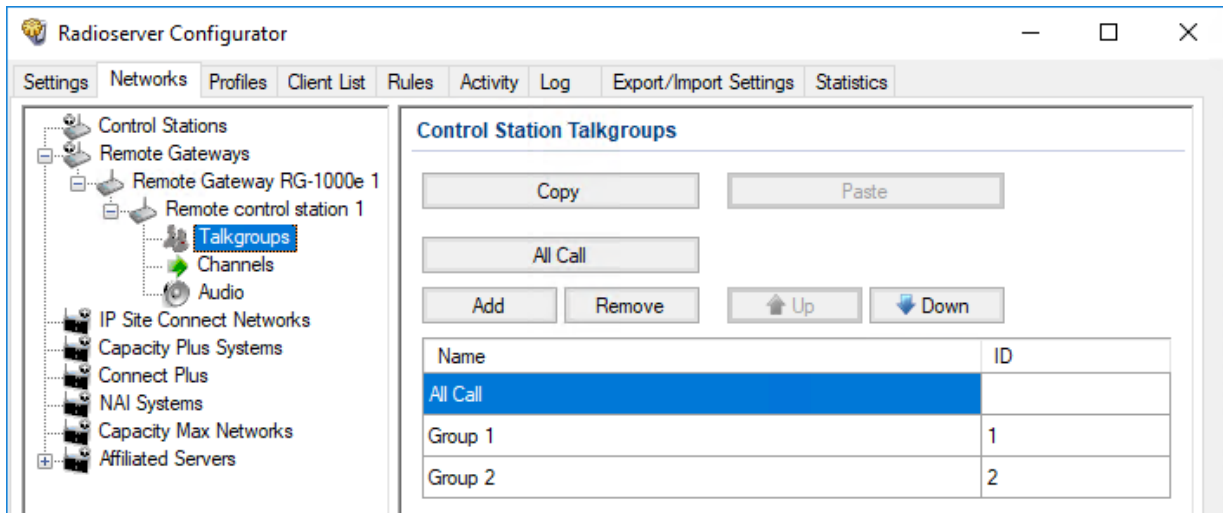 Radioserver Configurator
Settings Networks Profiles Client List Rules Activity Log Export/Import Settings Statistics
Control Stations
Remote Gateways
Remote Gateway RG-1000e 1
Remote control station 1
Talkgroups
Channels
Audio
IP Site Connect Networks
Capacity Plus Systems
Connect Plus
NAI Systems
Capacity Max Networks
Affiliated Servers
Control Station Talkgroups
Copy Paste
All Call
Add Remove Up Down
Name ID
All Call
Group 1 1
Group 2 2